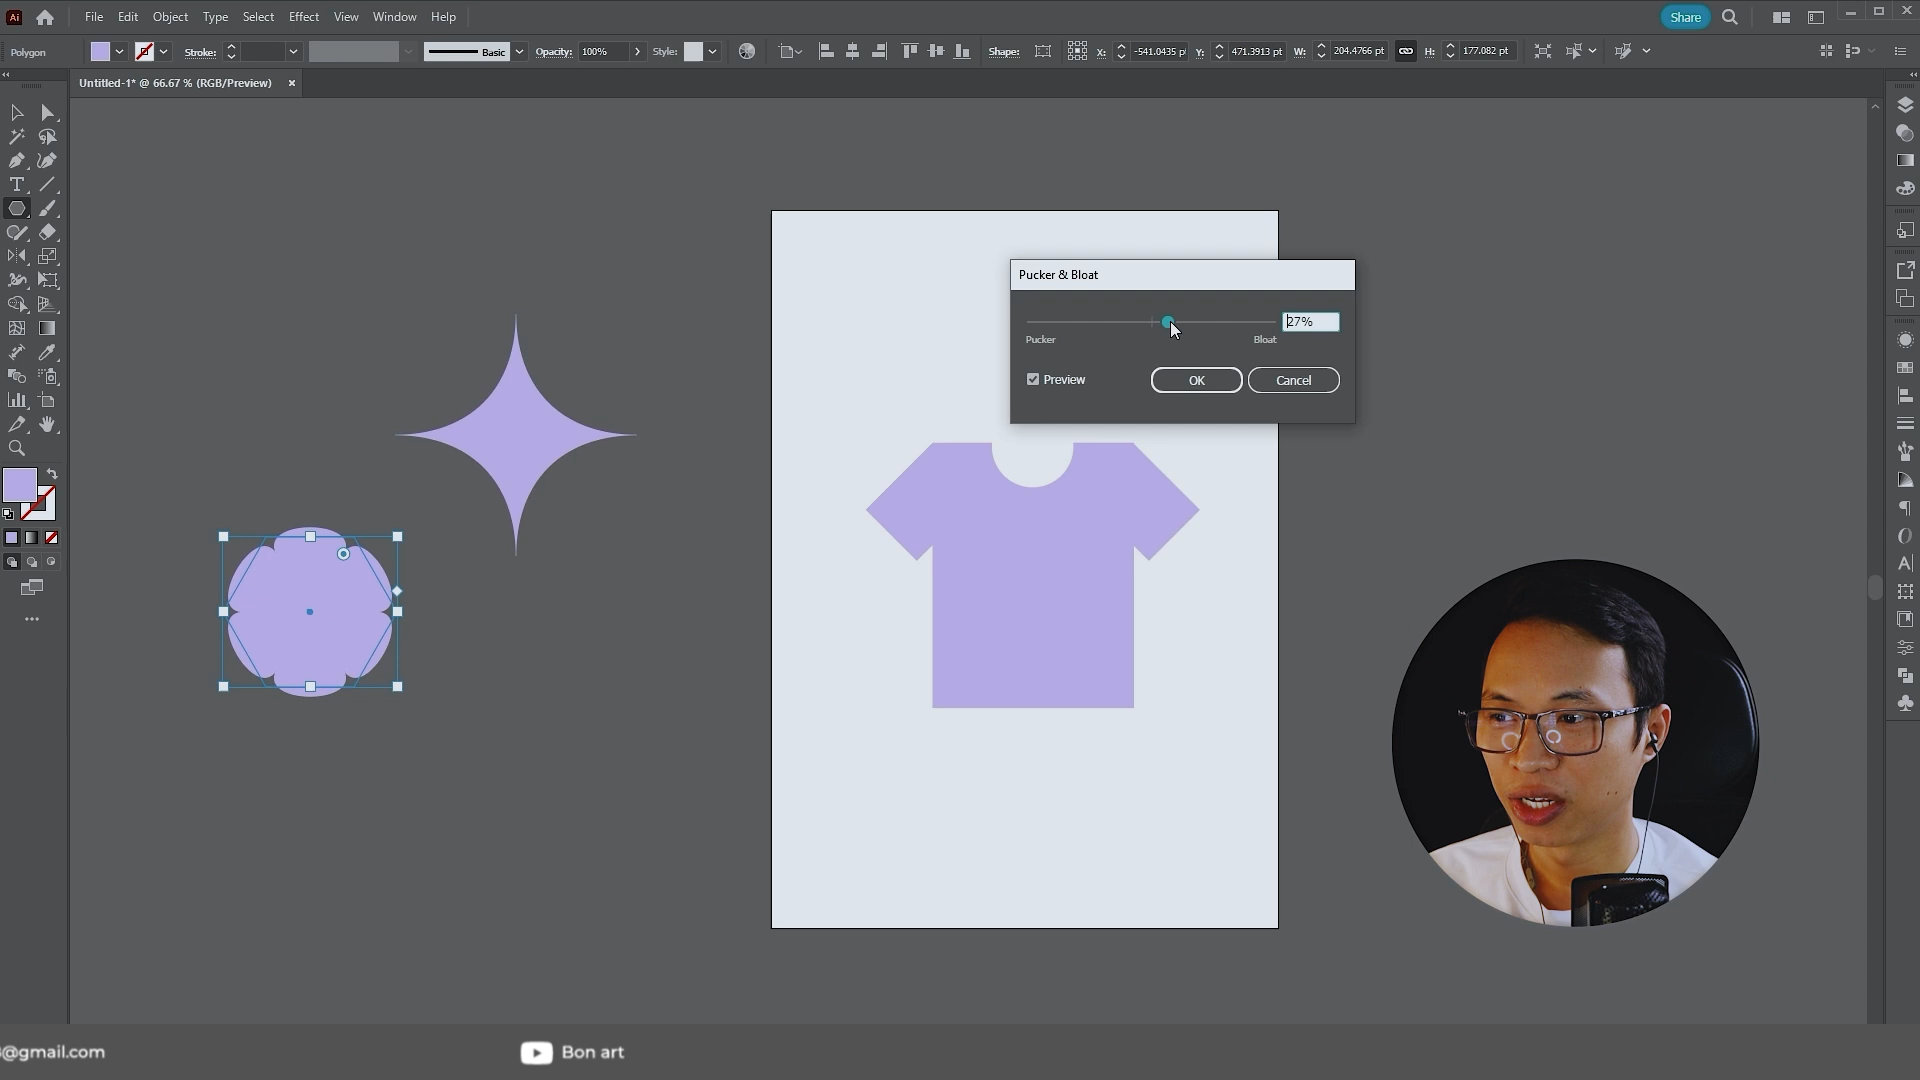 Ai File Edit Object Type Select Effect View Window Help Share
Polygon Stroke: Basic Opacity: 100% Style: Shape: X: -541.0435 p Y: 471.3913 pt W: 204.4766 pt H: 177.082 pt
Untitled-1* @ 66.67 % (RGB/Preview) ×
Pucker & Bloat
27%
Pucker Bloat
Preview OK Cancel
@gmail.com Bon art